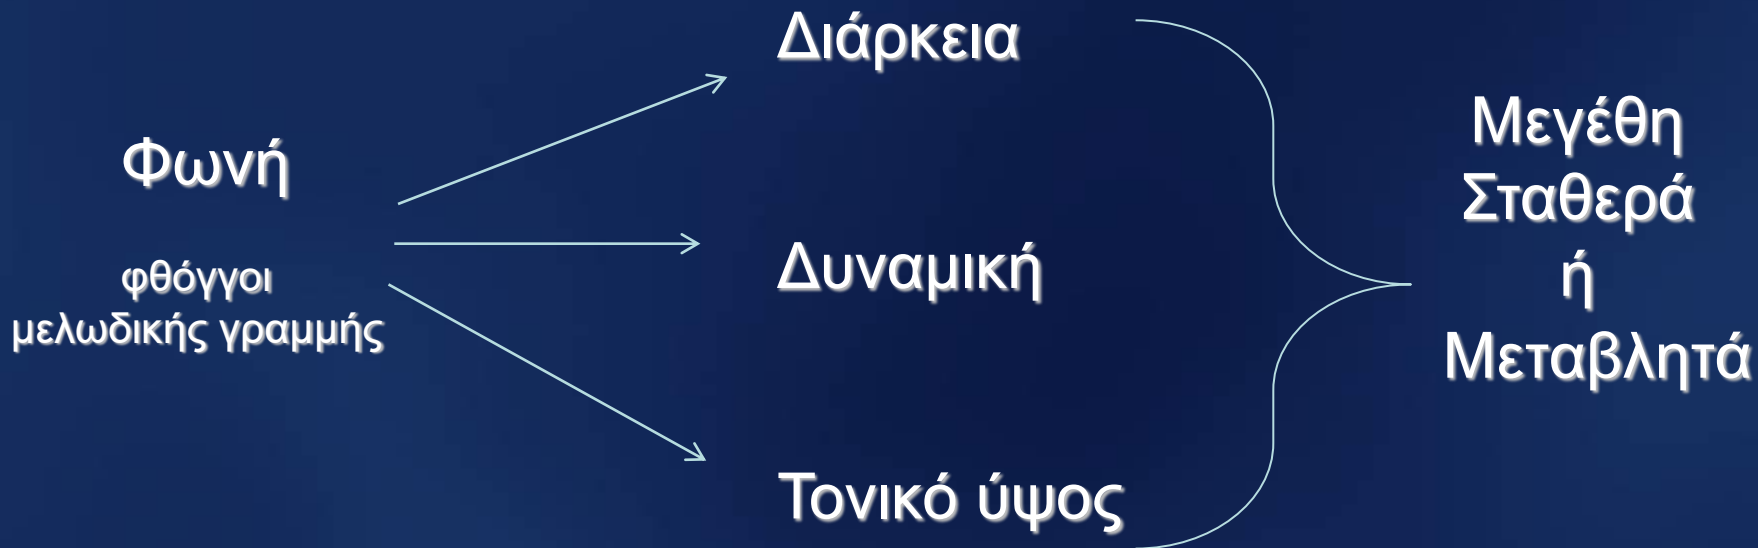 Φωνή
φθόγγοι
μελωδικής γραμμής
Διάρκεια
Δυναμική
Τονικό ύψος
Μεγέθη
Σταθερά
ή
Μεταβλητά